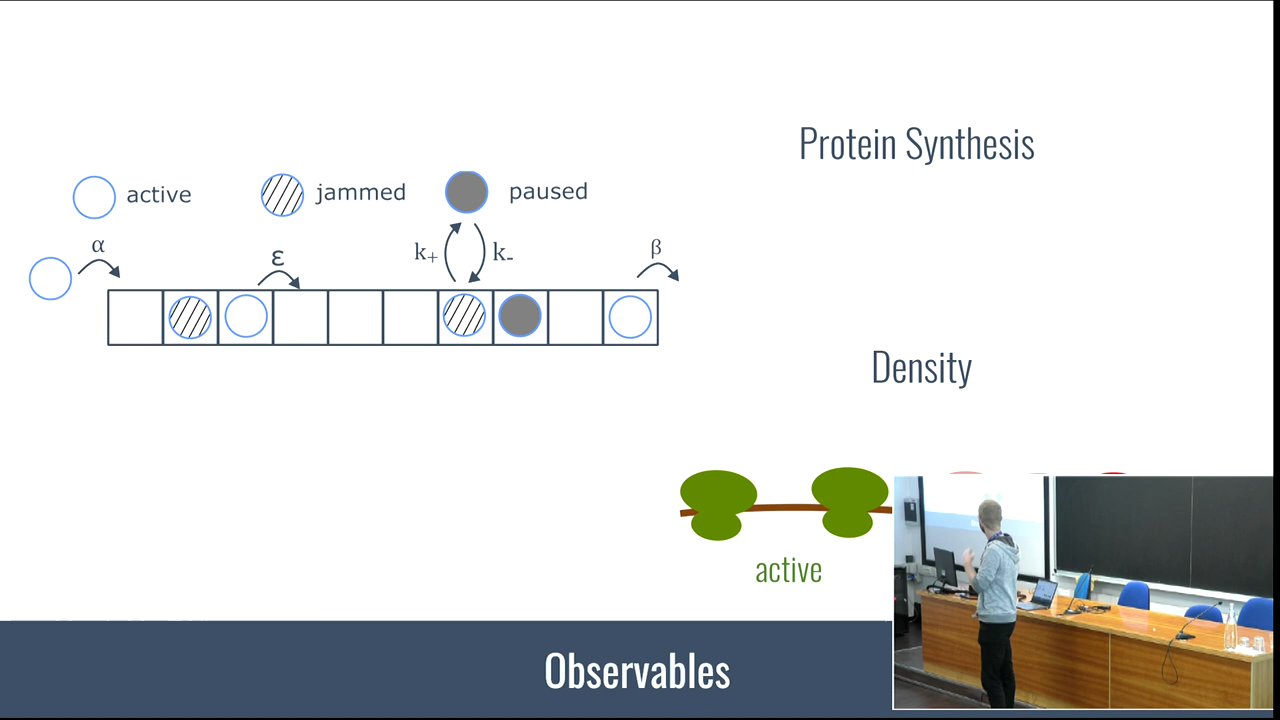 Protein Synthesis
active
jammed
paused
α
ε
k+
k-
β
Density
active
Observables